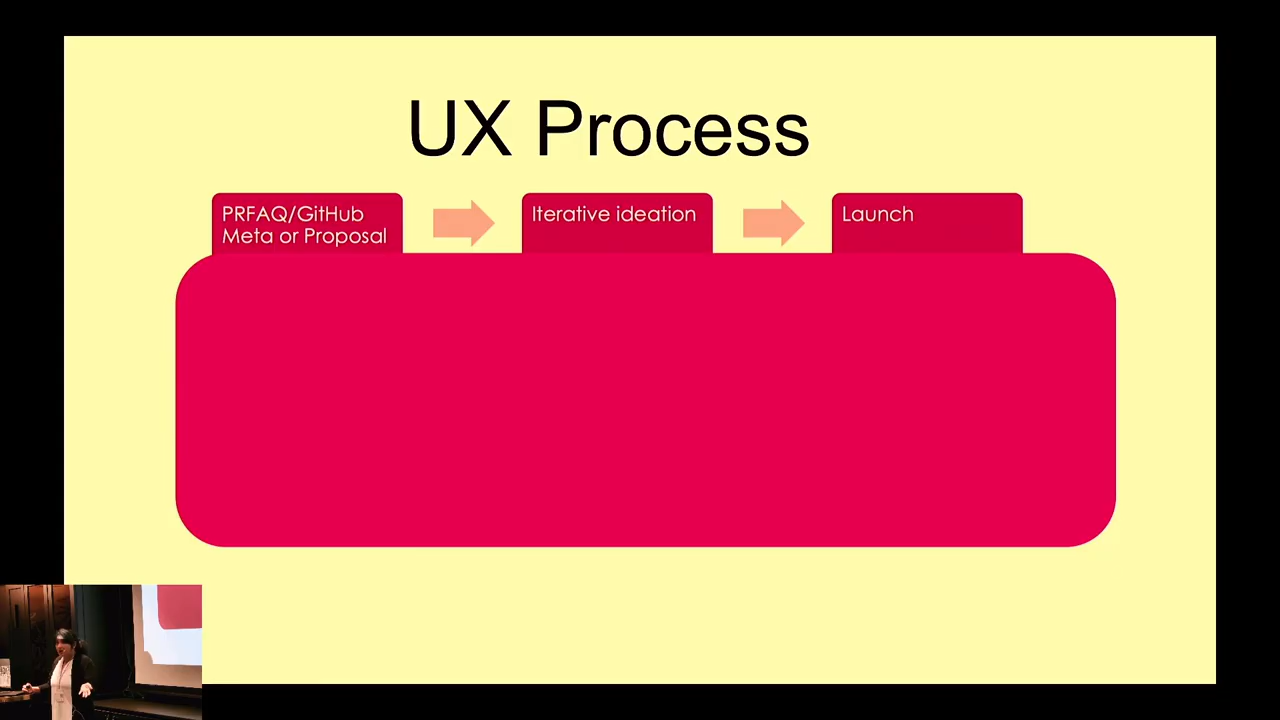 UX Process
PRFAQ/GitHub
Meta or Proposal
Iterative ideation
Launch